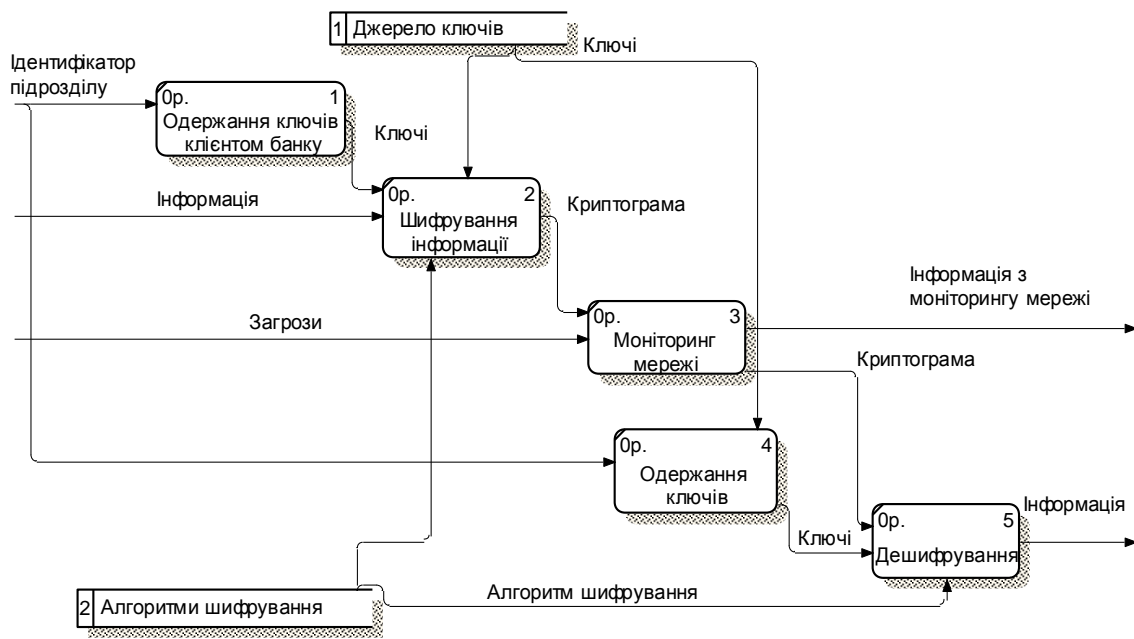 1 Джерело ключів
Ключі
Ідентифікатор
підрозділу
0р. 1
Одержання ключів
клієнтом банку
Ключі
Інформація
0р. 2
Шифрування
інформації
Криптограма
Загрози
0р. 3
Моніторинг
мережі
Інформація з
моніторингу мережі
Криптограма
0р. 4
Одержання
ключів
Ключі
0р. 5
Дешифрування
Інформація
2 Алгоритми шифрування
Алгоритм шифрування